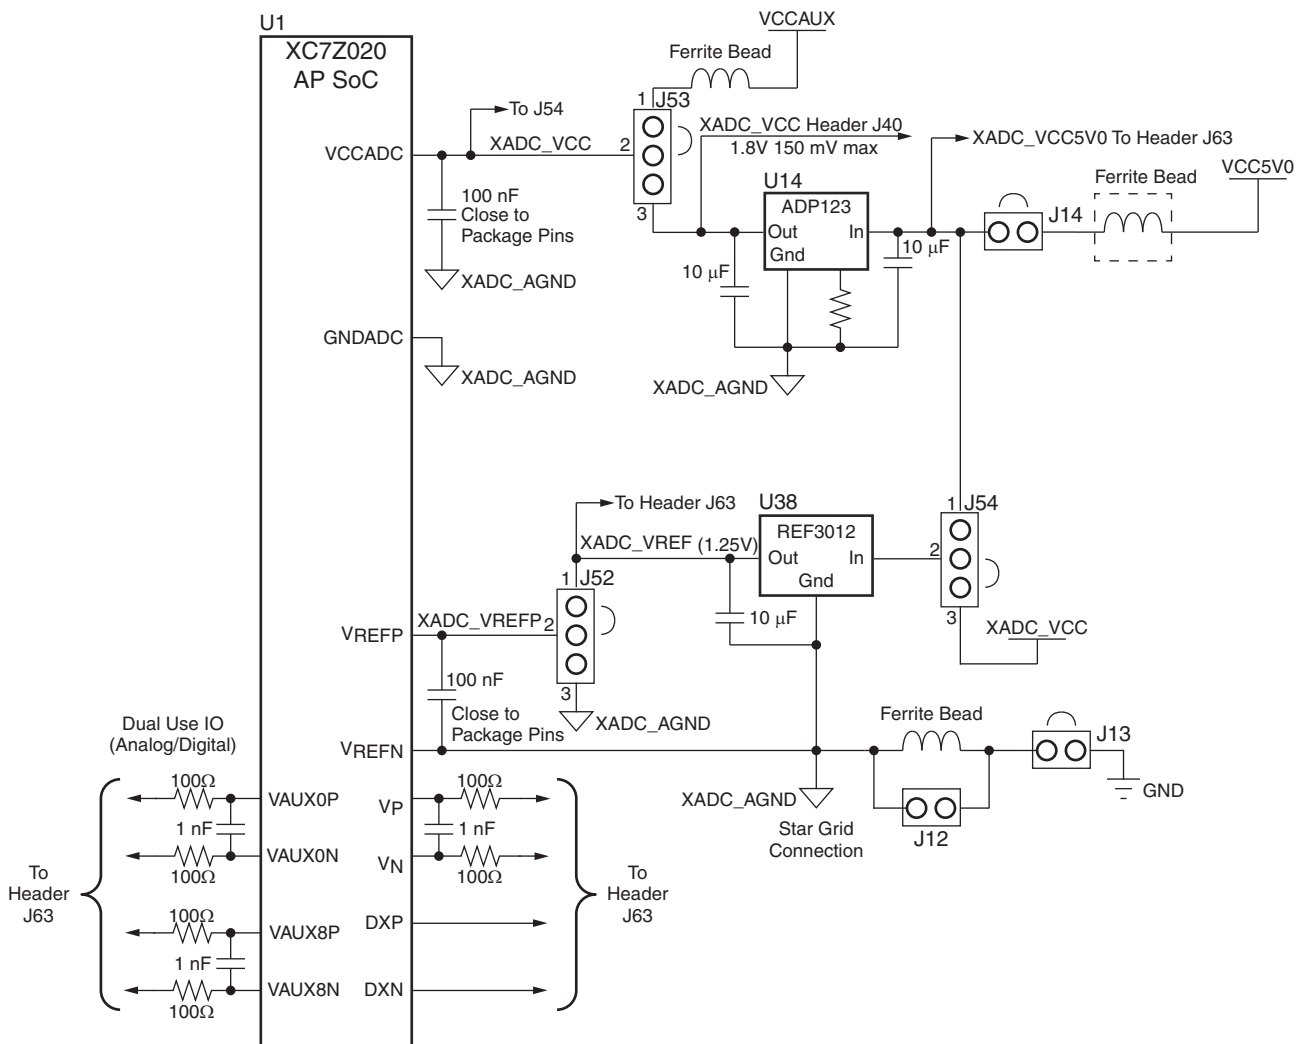 U1
XC7Z020
AP SoC
VCCAUX
Ferrite Bead
1 J53
To J54
XADC_VCC
2
3
VCCADC
100 nF
Close to
Package Pins
XADC_AGND
XADC_VCC Header J40
1.8V 150 mV max
XADC_VCC5V0 To Header J63
U14
ADP123
Out
In
Gnd
10 μF
10 μF
J14
Ferrite Bead
VCC5V0
GNDADC
XADC_AGND
XADC_AGND
To Header J63
U38
REF3012
Out
In
Gnd
XADC_VREF (1.25V)
1 J54
2
3
XADC_VCC
1 J52
2
3
10 μF
VREFP
XADC_VREFP
100 nF
Close to
Package Pins
XADC_AGND
VREFN
Ferrite Bead
J13
GND
J12
XADC_AGND
Star Grid
Connection
Dual Use IO
(Analog/Digital)
100Ω
VAUX0P
1 nF
VAUX0N
100Ω
100Ω
VAUX8P
1 nF
VAUX8N
100Ω
To
Header
J63
VP
100Ω
1 nF
VN
100Ω
DXP
DXN
To
Header
J63